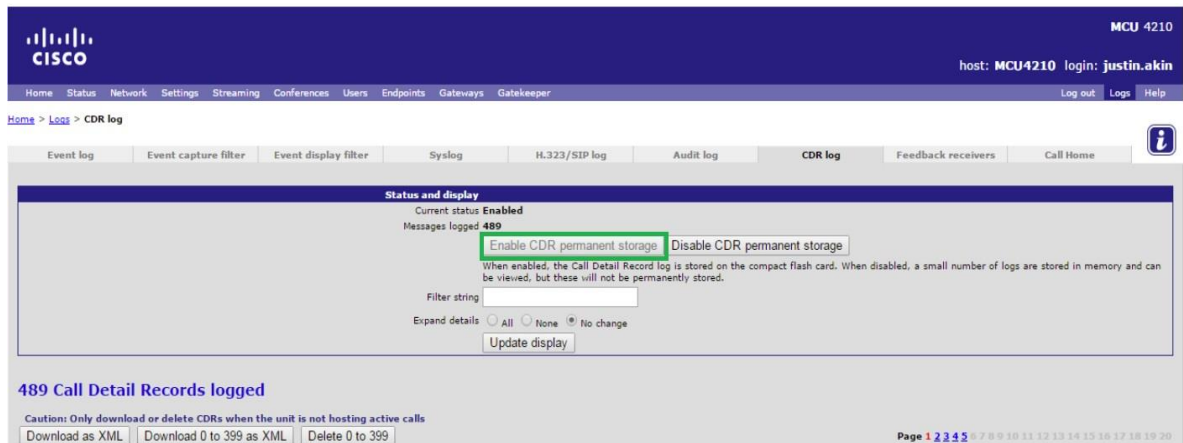 MCU 4210
CISCO
host: MCU4210 login: justin.akin
Home Status Network Settings Streaming Conferences Users Endpoints Gateways Gatekeeper Log out Logs Help
Home > Logs > CDR log
i
Event log Event capture filter Event display filter Syslog H.323/SIP log Audit log CDR log Feedback receivers Call Home
Status and display
Current status Enabled
Messages logged 489
Enable CDR permanent storage Disable CDR permanent storage
When enabled, the Call Detail Record log is stored on the compact flash card. When disabled, a small number of logs are stored in memory and can
be viewed, but these will not be permanently stored.
Filter string
Expand details All None No change
Update display
489 Call Detail Records logged
Caution: Only download or delete CDRs when the unit is not hosting active calls
Download as XML Download 0 to 399 as XML Delete 0 to 399 Page 1 2 3 4 5 6 7 8 9 10 11 12 13 14 15 16 17 18 19 20